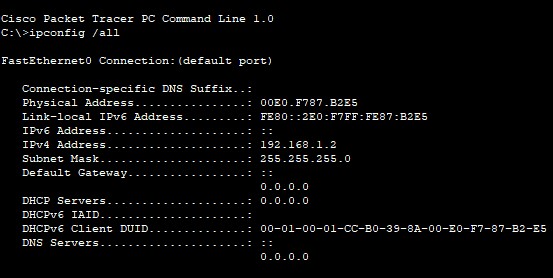 Cisco Packet Tracer PC Command Line 1.0
C:\>ipconfig /all
FastEthernet0 Connection:(default port)
Connection-specific DNS Suffix..:
Physical Address................: 00E0.F787.B2E5
Link-local IPv6 Address.........: FE80::2E0:F7FF:FE87:B2E5
IPv6 Address....................: ::
IPv4 Address....................: 192.168.1.2
Subnet Mask.....................: 255.255.255.0
Default Gateway.................: ::
0.0.0.0
DHCP Servers....................: 0.0.0.0
DHCPv6 IAID.....................:
DHCPv6 Client DUID..............: 00-01-00-01-CC-B0-39-8A-00-E0-F7-87-B2-E5
DNS Servers.....................: ::
0.0.0.0